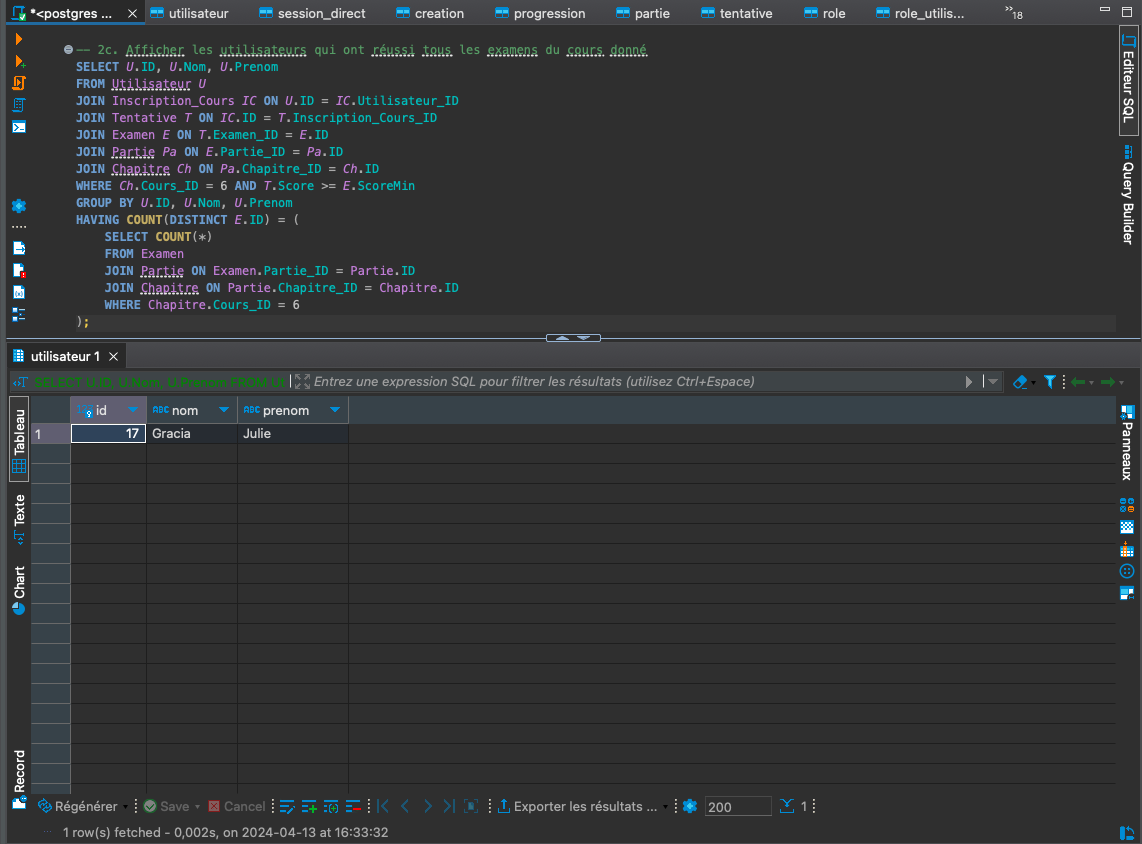 *<postgres ...
utilisateur
session_direct
creation
progression
partie
tentative
role
role_utilis...
»18
-- 2c. Afficher les utilisateurs qui ont réussi tous les examens du cours donné
SELECT U.ID, U.Nom, U.Prenom
FROM Utilisateur U
JOIN Inscription_Cours IC ON U.ID = IC.Utilisateur_ID
JOIN Tentative T ON IC.ID = T.Inscription_Cours_ID
JOIN Examen E ON T.Examen_ID = E.ID
JOIN Partie Pa ON E.Partie_ID = Pa.ID
JOIN Chapitre Ch ON Pa.Chapitre_ID = Ch.ID
WHERE Ch.Cours_ID = 6 AND T.Score >= E.ScoreMin
GROUP BY U.ID, U.Nom, U.Prenom
HAVING COUNT(DISTINCT E.ID) = (
SELECT COUNT(*)
FROM Examen
JOIN Partie ON Examen.Partie_ID = Partie.ID
JOIN Chapitre ON Partie.Chapitre_ID = Chapitre.ID
WHERE Chapitre.Cours_ID = 6
);
Editeur SQL
Query Builder
utilisateur 1
SELECT U.ID, U.Nom, U.Prenom FROM U
Entrez une expression SQL pour filtrer les résultats (utilisez Ctrl+Espace)
Tableau
Texte
Chart
Record
id
ABC nom
ABC prenom
1
17
Gracia
Julie
Panneaux
Régénérer
Save
Cancel
Exporter les résultats ...
200
1
1 row(s) fetched - 0,002s, on 2024-04-13 at 16:33:32